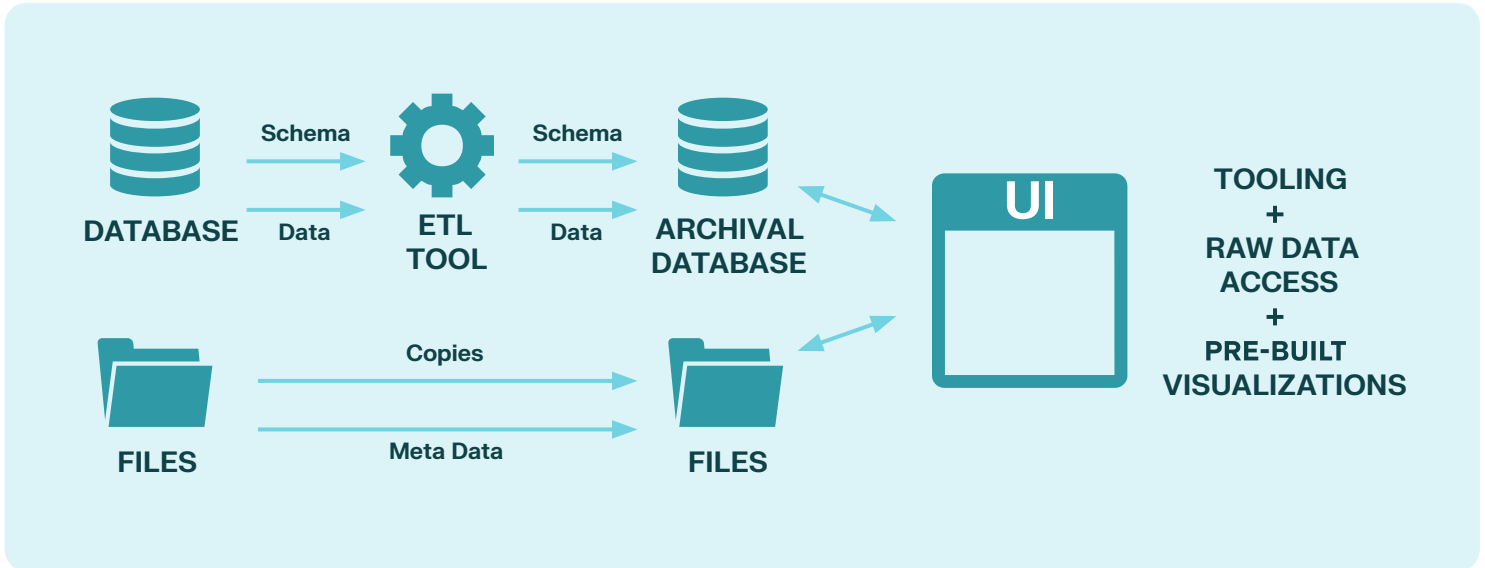 Schema
Data
DATABASE
ETL
TOOL
Schema
Data
ARCHIVAL
DATABASE
Copies
Meta Data
FILES
FILES
UI
TOOLING
+
RAW DATA
ACCESS
+
PRE-BUILT
VISUALIZATIONS